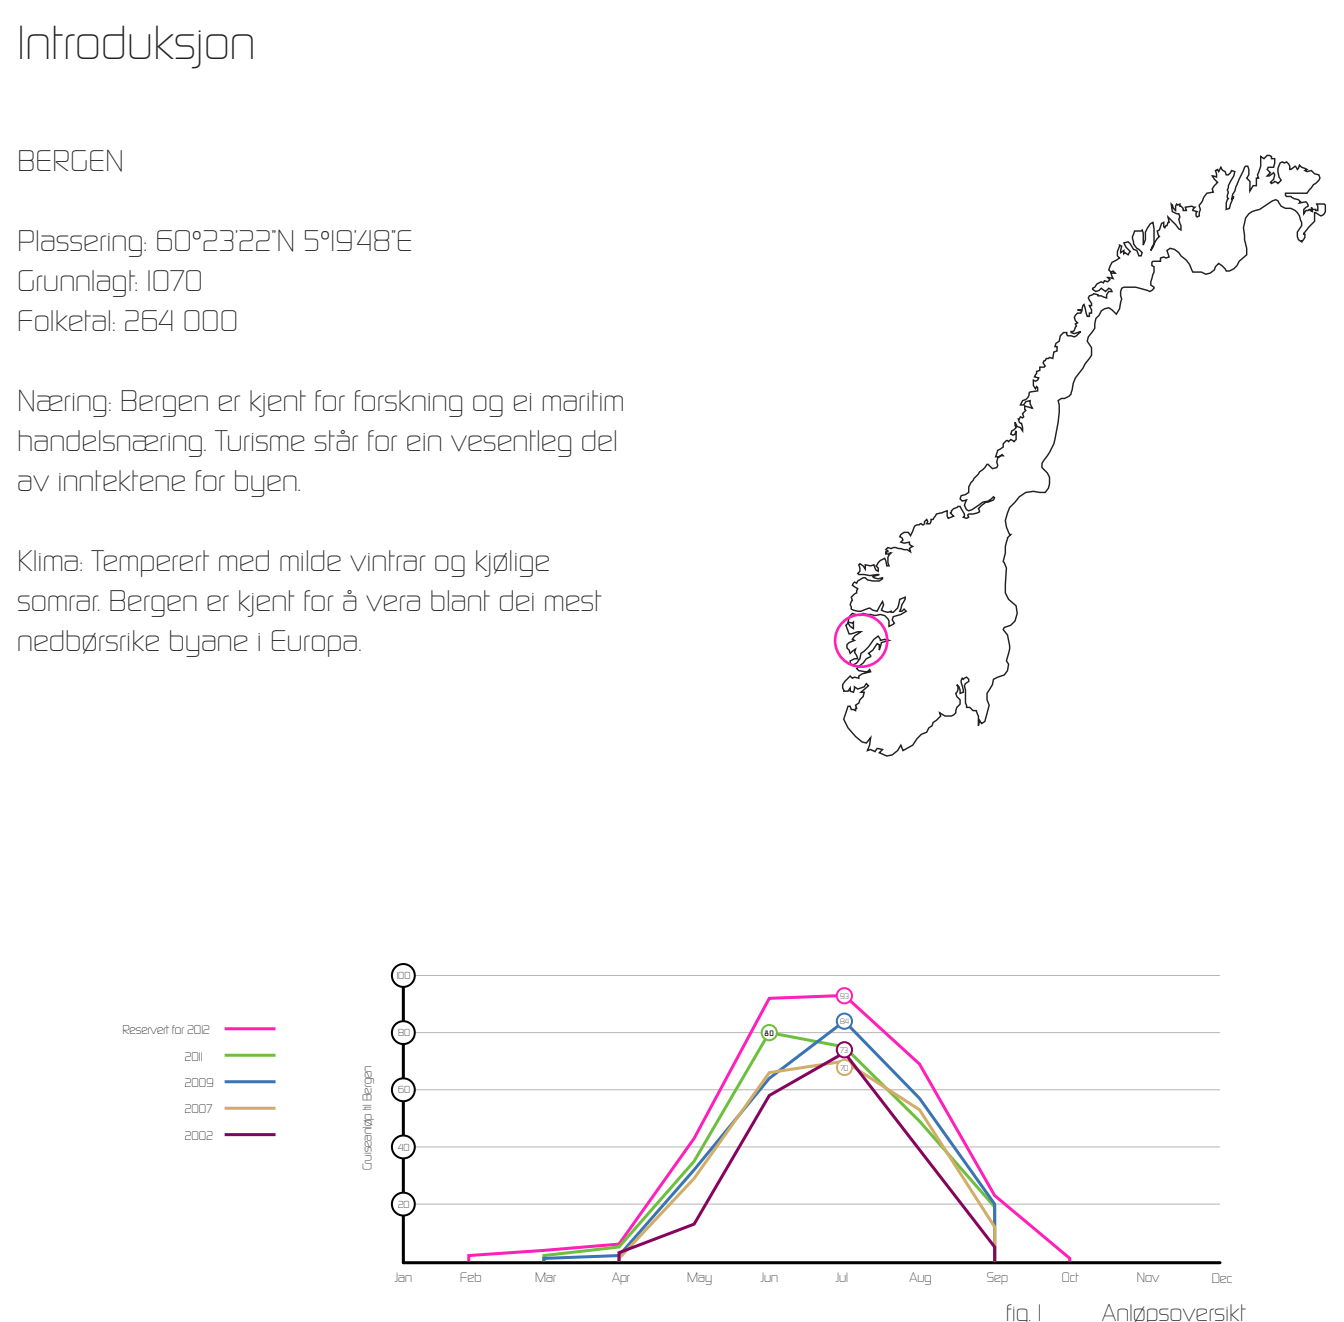 Introduksjon
BERGEN
Plassering: 60°23'22"N 5°19'48"E
Grunnlagt: 1070
Folketal: 264 000
Næring: Bergen er kjent for forskning og ei maritim
handelsnæring. Turisme står for ein vesentleg del
av inntektene for byen.
Klima: Temperert med milde vintrar og kjølige
somrar. Bergen er kjent for å vera blant dei mest
nedbørsrike byane i Europa.
Reservert for 2012
2011
2009
2007
2002
Cruiseanløp til Bergen
100
80
60
40
20
93
84
80
73
70
Jan Feb Mar Apr May Jun Jul Aug Sep Oct Nov Dec
fig. 1 Anløpsoversikt